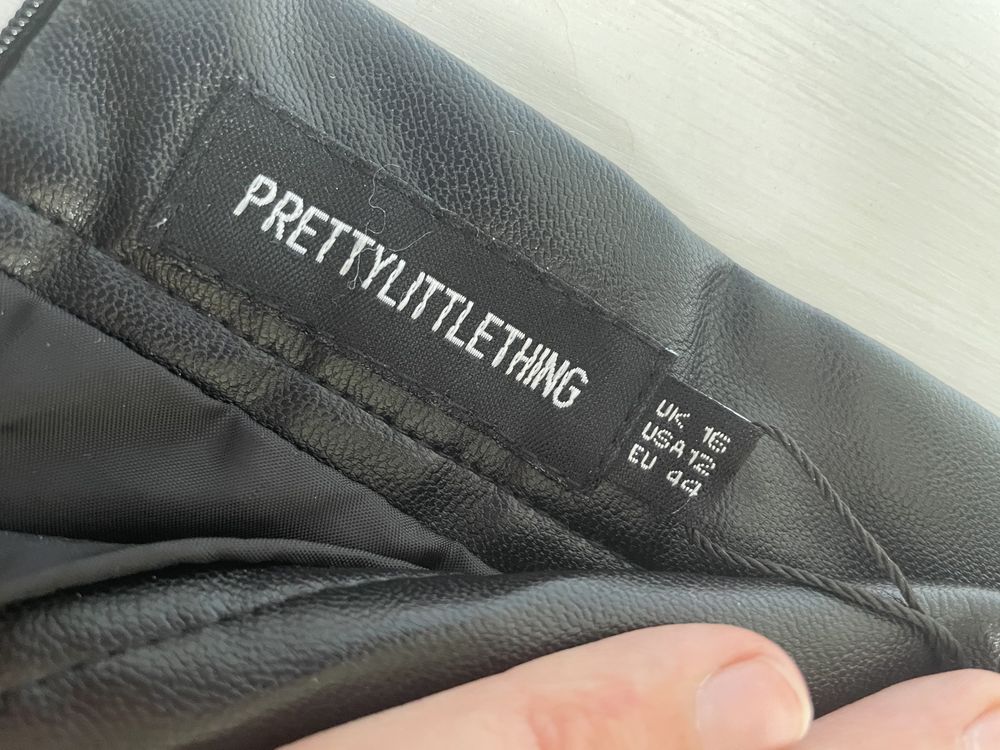 PRETTYLITTLETHING
UK 16
USA 12
EU 44